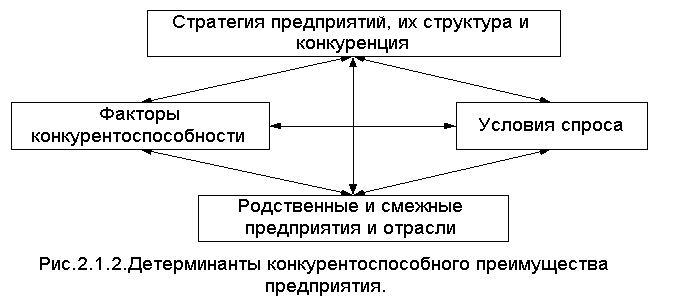 Стратегия предприятий, их структура и
конкуренция
Факторы
конкурентоспособности
Условия спроса
Родственные и смежные
предприятия и отрасли
Рис.2.1.2.Детерминанты конкурентоспособного преимущества
предприятия.